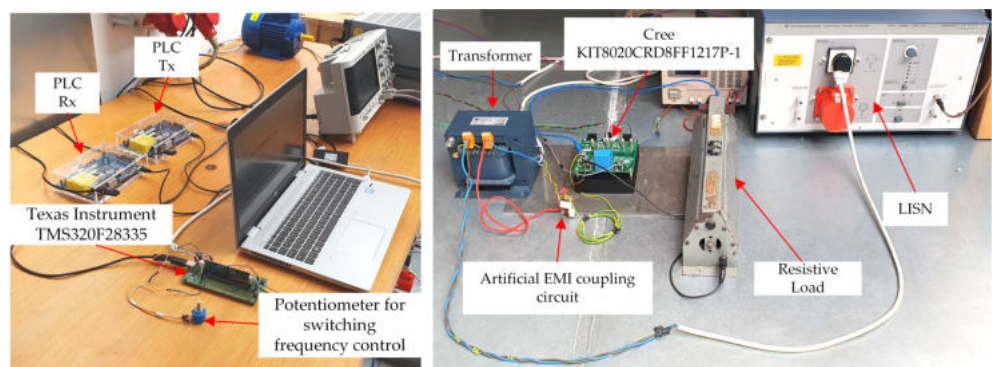 PLC
Tx
PLC
Rx
Texas Instrument
TMS320F28335
Potentiometer for
switching
frequency control
Cree
KIT8020CRD8FF1217P-1
Transformer
LISN
Artificial EMI coupling
circuit
Resistive
Load